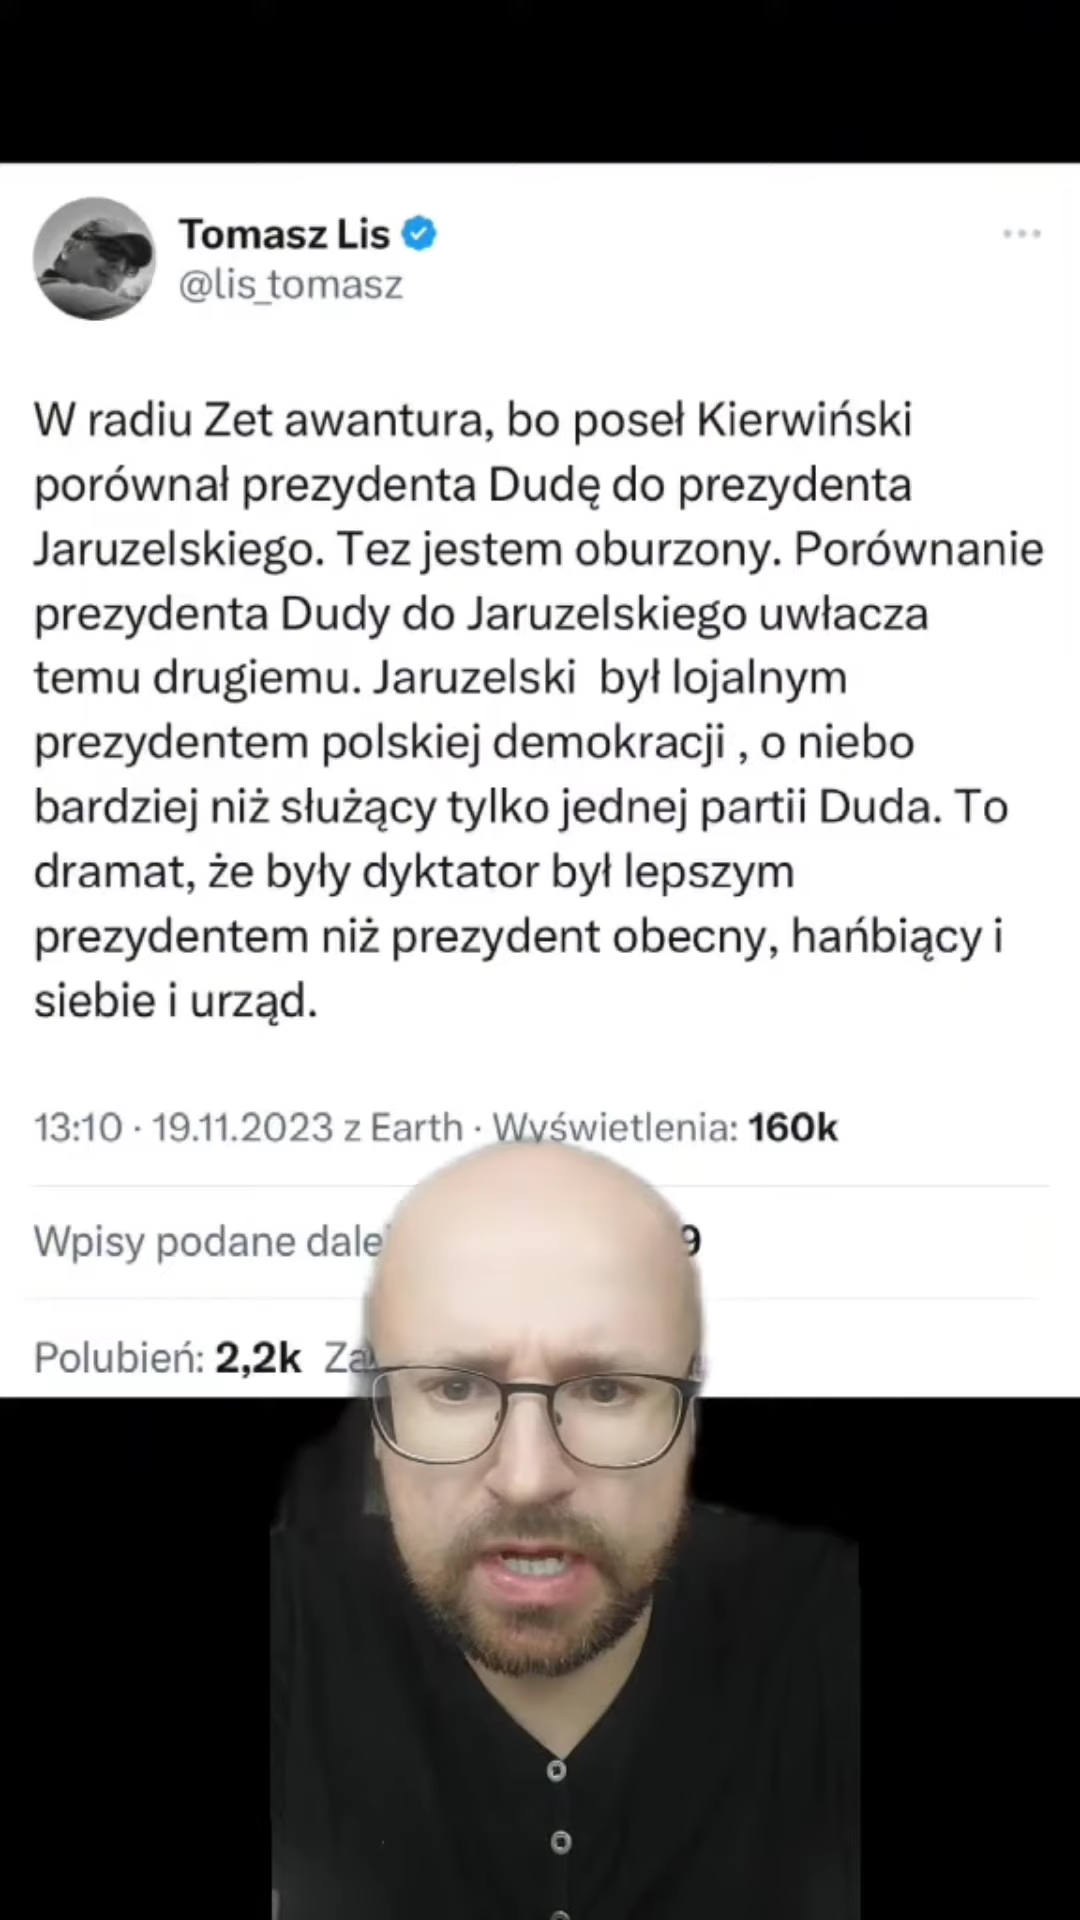 Tomasz Lis
@lis_tomasz
W radiu Zet awantura, bo poseł Kierwiński
porównał prezydenta Dudę do prezydenta
Jaruzelskiego. Tez jestem oburzony. Porównanie
prezydenta Dudy do Jaruzelskiego uwłacza
temu drugiemu. Jaruzelski  był lojalnym
prezydentem polskiej demokracji , o niebo
bardziej niż służący tylko jednej partii Duda. To
dramat, że były dyktator był lepszym
prezydentem niż prezydent obecny, hańbiący i
siebie i urząd.
13:10 · 19.11.2023 z Earth · Wyświetlenia: 160k
Wpisy podane dalej
Polubień: 2,2k